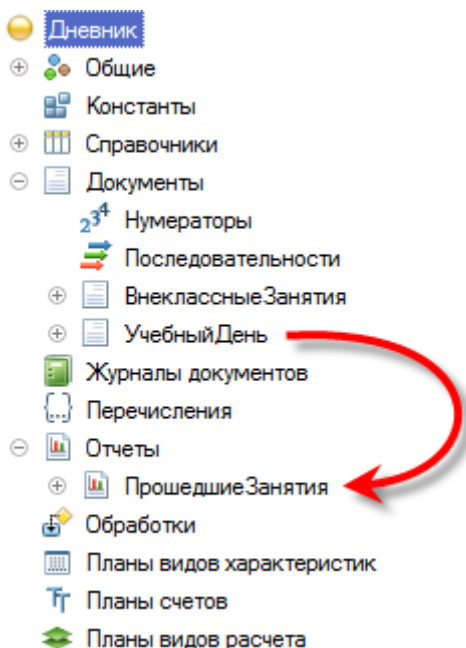 Дневник
Общие
Константы
Справочники
Документы
Нумераторы
Последовательности
ВнеклассныеЗанятия
УчебныйДень
Журналы документов
Перечисления
Отчеты
ПрошедшиеЗанятия
Обработки
Планы видов характеристик
Планы счетов
Планы видов расчета